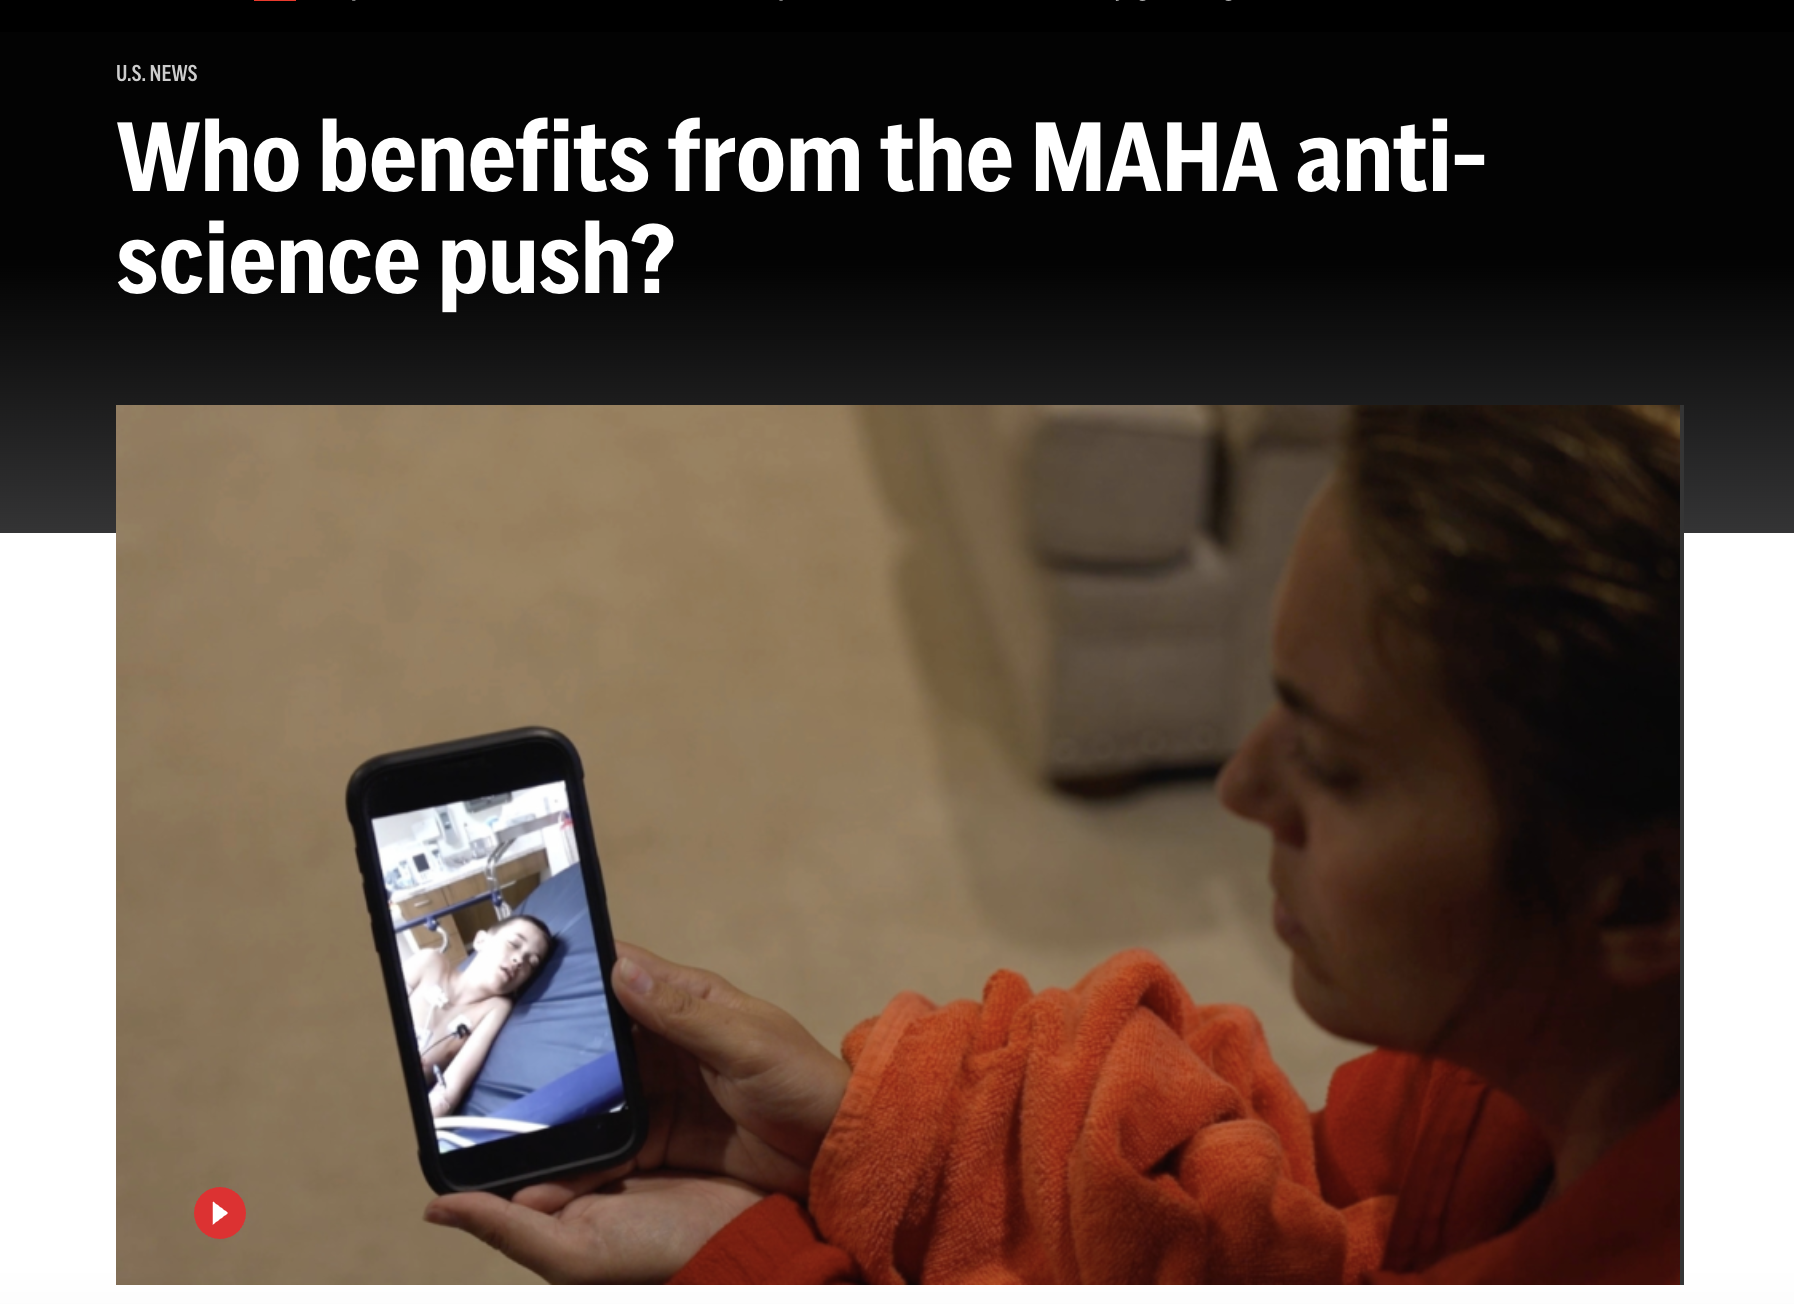 U.S. NEWS
Who benefits from the MAHA anti-
science push?